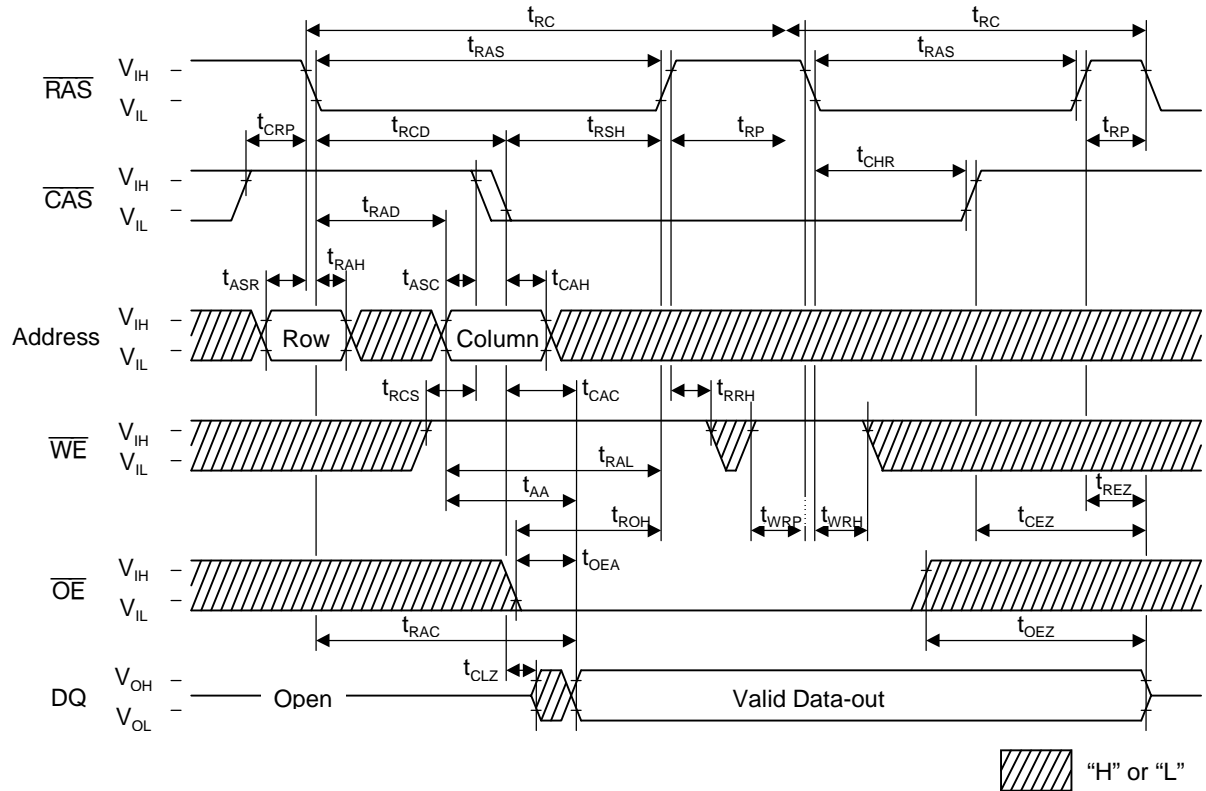 tRC tRC
tRAS tRAS
RAS VIH
VIL
tCRP tRCD tRSH tRP tRP
tCHR
CAS VIH
VIL
tRAD
tRAH
tASR tASC tCAH
Address VIH
VIL
Row Column
tRCS tCAC tRRH
WE VIH
VIL
tRAL
tAA tREZ
tROH tWRP tWRH tCEZ
tOEA
OE VIH
VIL
tRAC tOEZ
tCLZ
DQ VOH
VOL
Open Valid Data-out
“H” or “L”